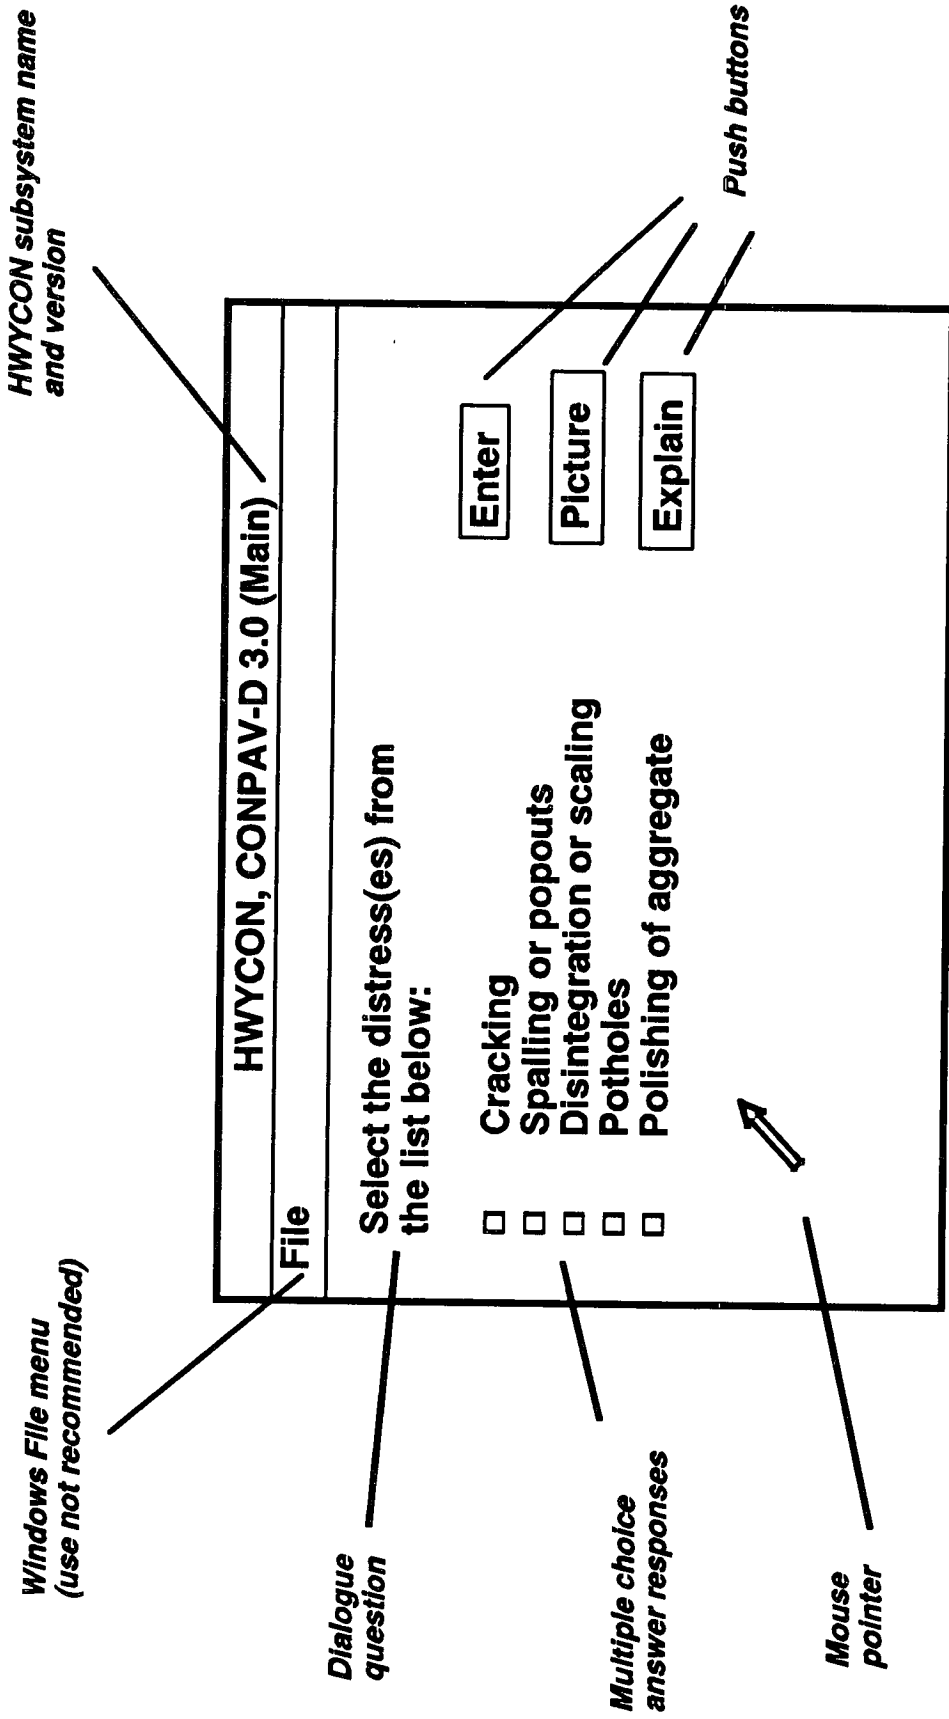 HWYCON subsystem name
and version
Windows File menu
(use not recommended)
HWYCON, CONPAV-D 3.0 (Main)
File
Dialogue
question
Select the distress(es) from
the list below:
Multiple choice
answer responses
Cracking
Spalling or popouts
Disintegration or scaling
Potholes
Polishing of aggregate
Enter
Picture
Explain
Push buttons
Mouse
pointer